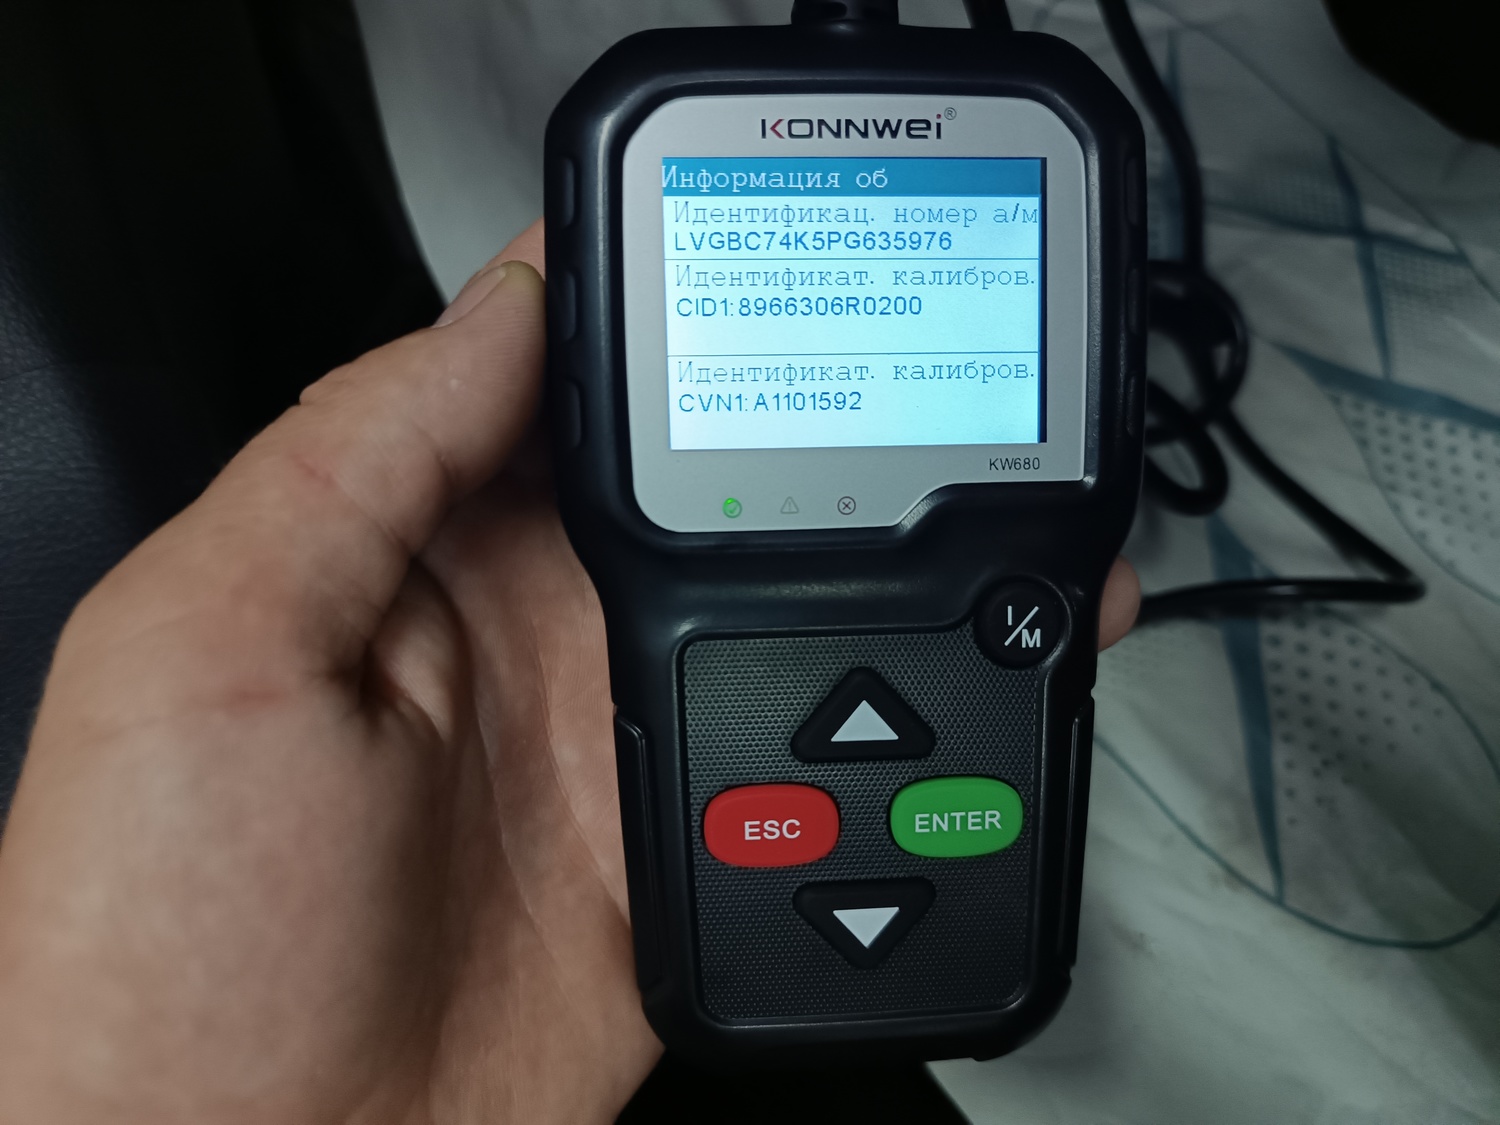 KONNWEI®
Информация об
Идентификац. номер а/м
LVGBC74K5PG635976
Идентификат. калибров.
CID1:8966306R0200
Идентификат. калибров.
CVN1:A1101592
KW680
I/M
ESC
ENTER